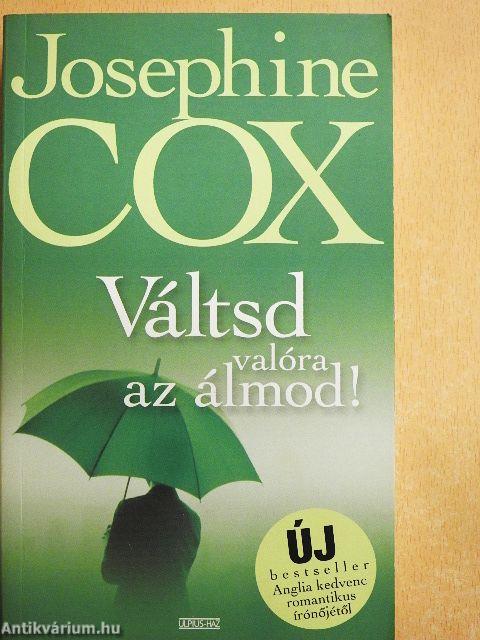 Josephine
COX
Váltsd
valóra
az álmod!
ÚJ
bestseller
Anglia kedvenc
romantikus
írónőjétől
ULPIUS-HÁZ
Antikvárium.hu